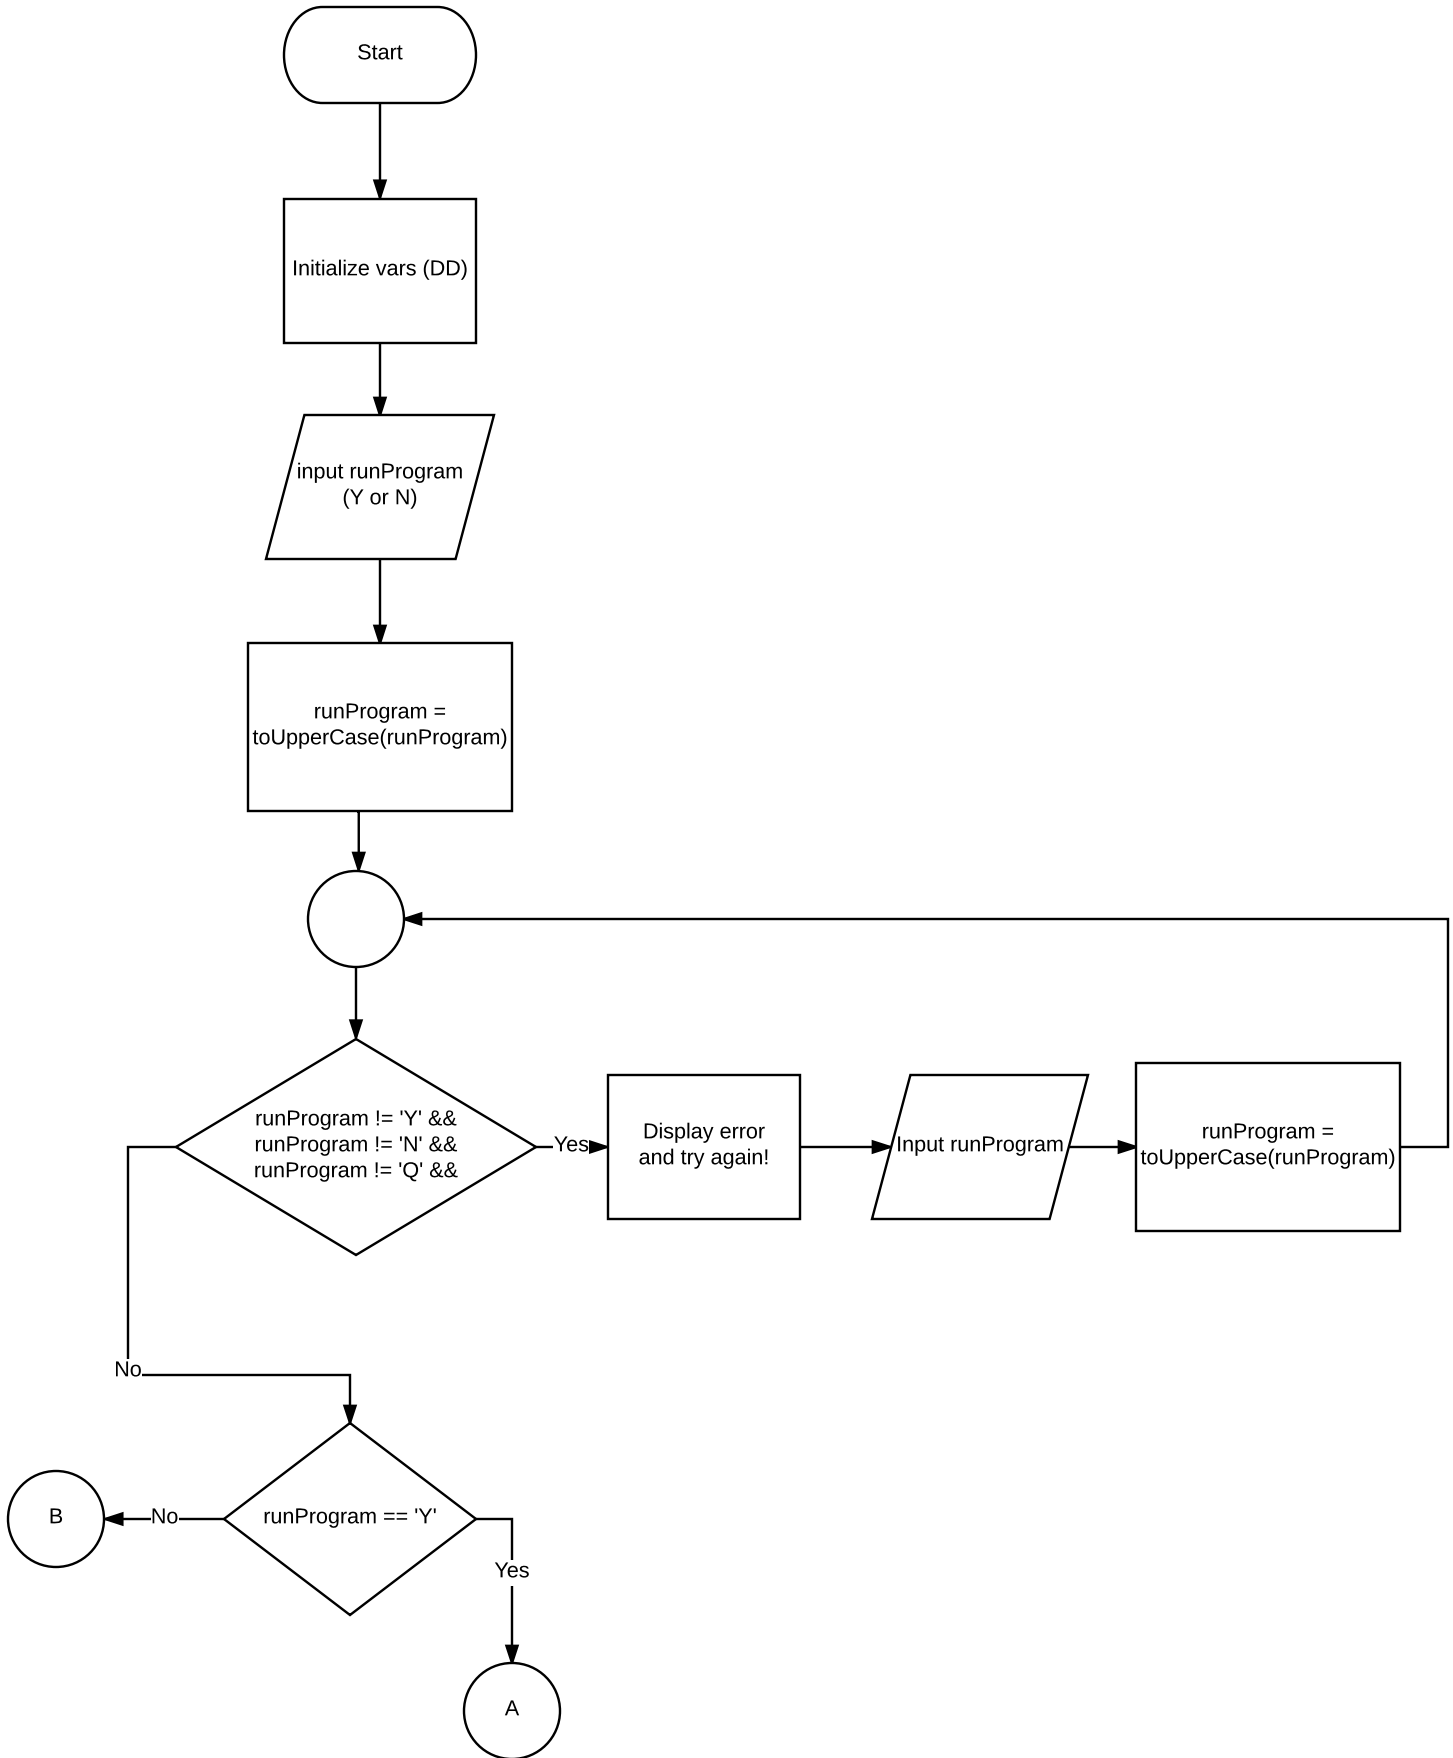 Start
Initialize vars (DD)
input runProgram
(Y or N)
runProgram =
toUpperCase(runProgram)
runProgram != 'Y' &&
runProgram != 'N' &&
runProgram != 'Q' &&
Yes
Display error
and try again!
Input runProgram
runProgram =
toUpperCase(runProgram)
No
runProgram == 'Y'
No
B
Yes
A